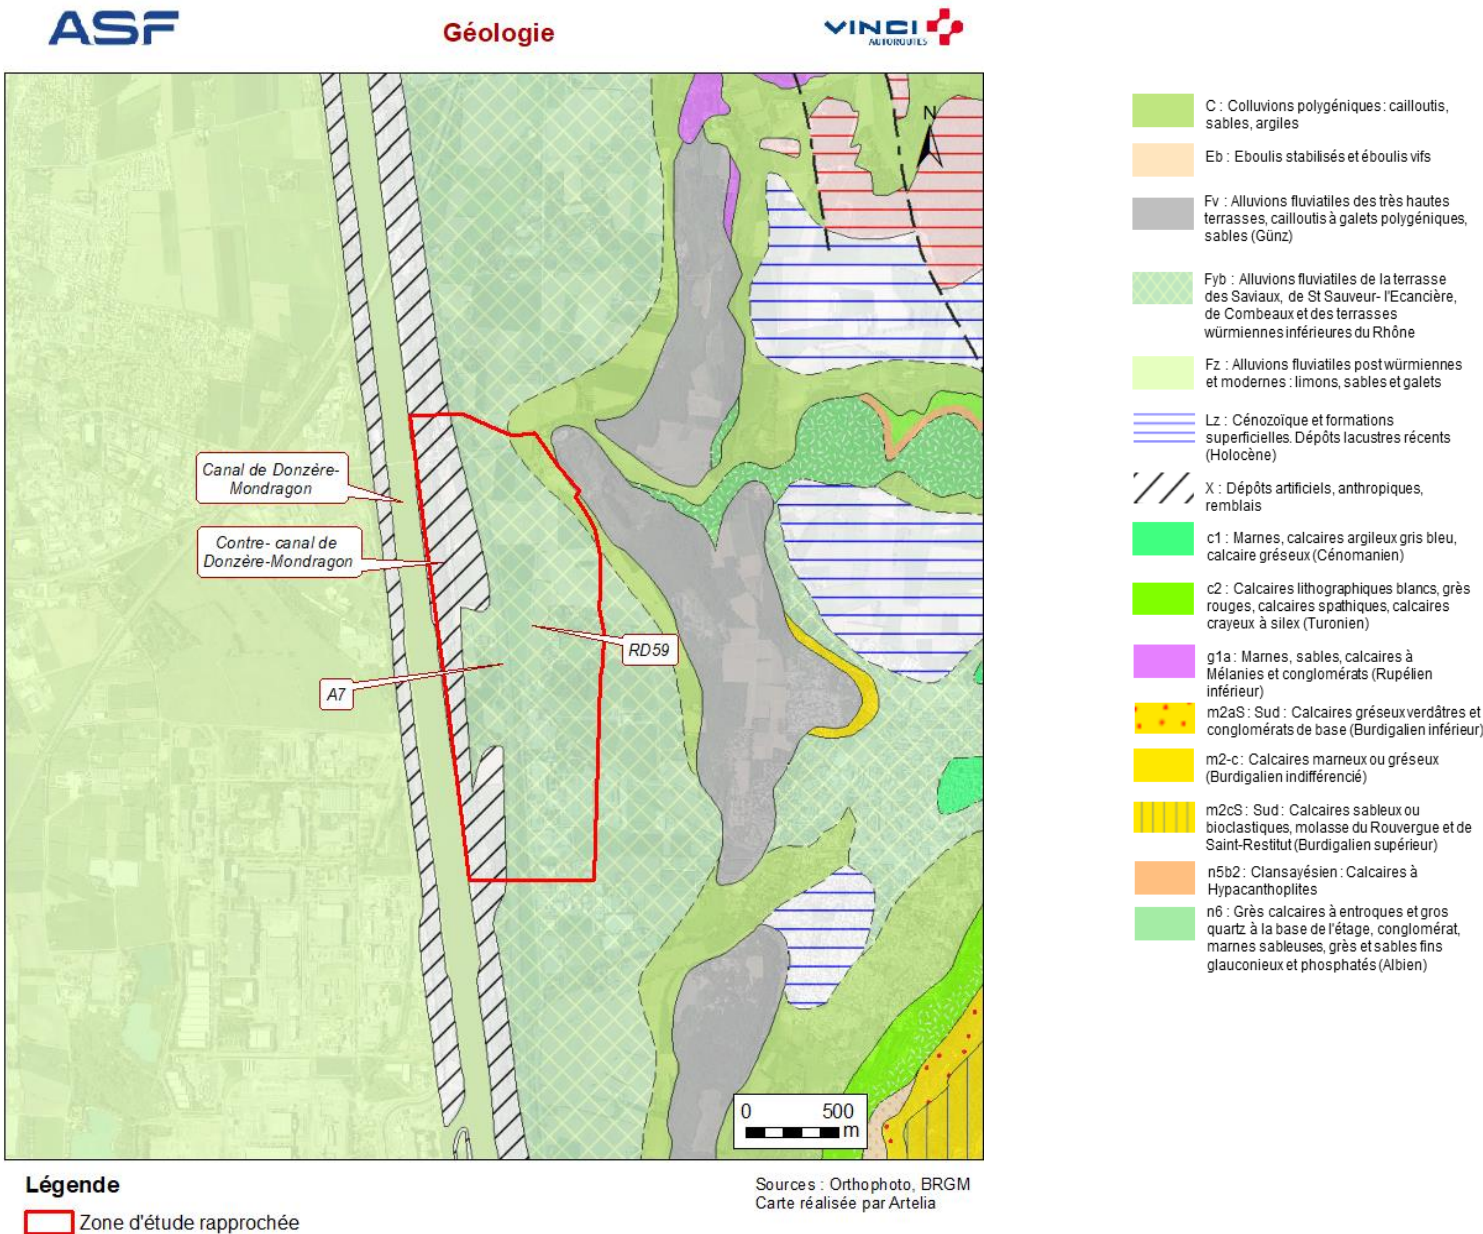 ASF
Géologie
VINCI
AUTOROUTES
N
Canal de Donzère-
Mondragon
Contre- canal de
Donzère-Mondragon
RD59
A7
0 500
m
C : Colluvions polygéniques : cailloutis,
sables, argiles
Eb : Eboulis stabilisés et éboulis vifs
Fv : Alluvions fluviatiles des très hautes
terrasses, cailloutis à galets polygéniques,
sables (Günz)
Fyb : Alluvions fluviatiles de la terrasse
des Saviaux, de St Sauveur- l'Ecancière,
de Combeaux et des terrasses
würmiennes inférieures du Rhône
Fz : Alluvions fluviatiles post würmiennes
et modernes : limons, sables et galets
Lz : Cénozoïque et formations
superficielles. Dépôts lacustres récents
(Holocène)
X : Dépôts artificiels, anthropiques,
remblais
c1 : Marnes, calcaires argileux gris bleu,
calcaire gréseux (Cénomanien)
c2 : Calcaires lithographiques blancs, grès
rouges, calcaires spathiques, calcaires
crayeux à silex (Turonien)
g1a : Marnes, sables, calcaires à
Mélanies et conglomérats (Rupélien
inférieur)
m2aS : Sud : Calcaires gréseux verdâtres et
conglomérats de base (Burdigalien inférieur)
m2-c : Calcaires marneux ou gréseux
(Burdigalien indifférencié)
m2cS : Sud : Calcaires sableux ou
bioclastiques, molasse du Rouvergue et de
Saint-Restitut (Burdigalien supérieur)
n5b2 : Clansayésien : Calcaires à
Hypacanthoplites
n6 : Grès calcaires à entroques et gros
quartz à la base de l'étage, conglomérat,
marnes sableuses, grès et sables fins
glauconieux et phosphatés (Albien)
Légende
Zone d'étude rapprochée
Sources : Orthophoto, BRGM
Carte réalisée par Artelia